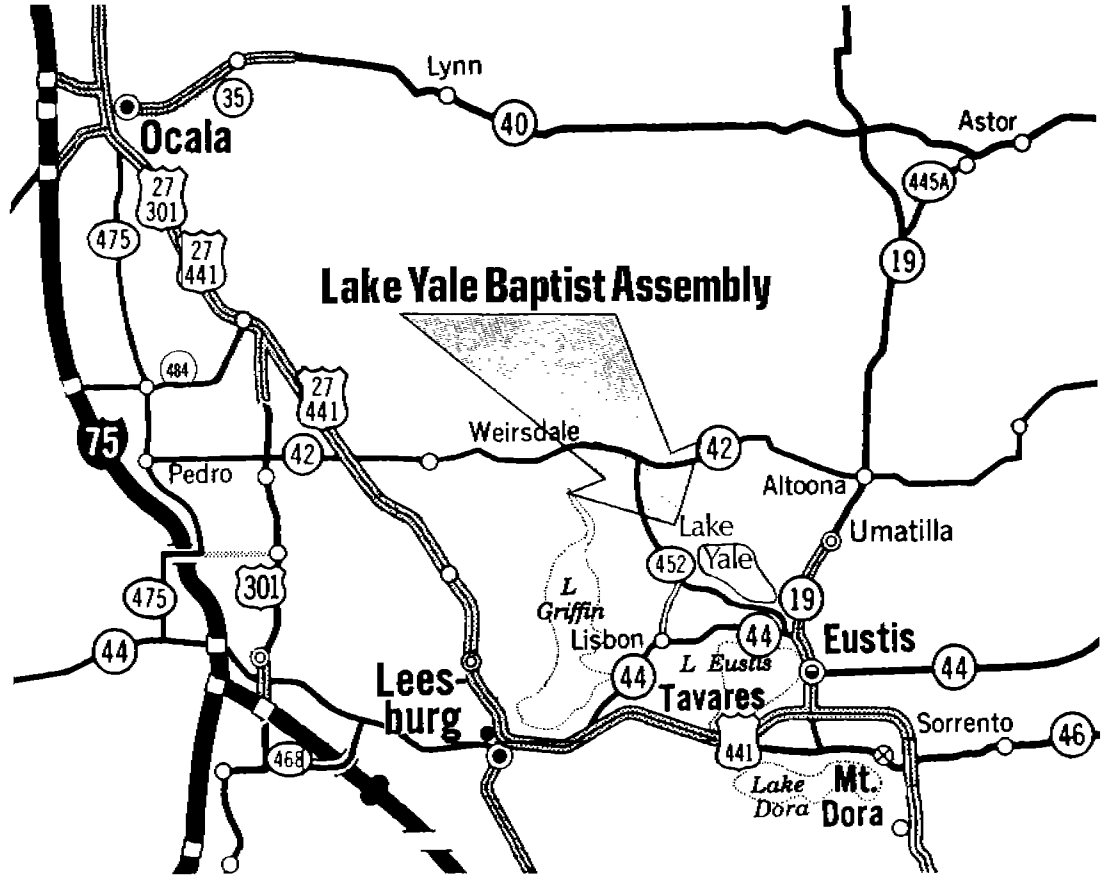 Lynn
35
40
Astor
Ocala
445A
27
301
475
27
441
19
Lake Yale Baptist Assembly
484
27
441
75
Weirsdale
42
42
Pedro
Altoona
Lake
Yale
Umatilla
452
301
475
L
Griffin
19
44
Lisbon
44
Eustis
L Eustis
44
44
Lees-
burg
Tavares
Sorrento
441
46
468
Lake
Dora
Mt.
Dora